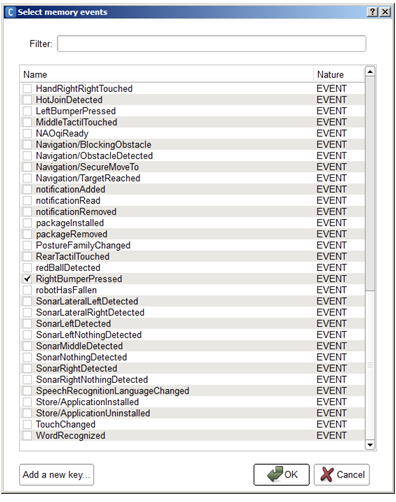 C Select memory events ? X
Filter:
Name Nature
HandRightRightTouched EVENT
HotJoinDetected EVENT
LeftBumperPressed EVENT
MiddleTactilTouched EVENT
NAOqiReady EVENT
Navigation/BlockingObstacle EVENT
Navigation/ObstacleDetected EVENT
Navigation/SecureMoveTo EVENT
Navigation/TargetReached EVENT
notificationAdded EVENT
notificationRead EVENT
notificationRemoved EVENT
packageInstalled EVENT
packageRemoved EVENT
PostureFamilyChanged EVENT
RearTactilTouched EVENT
redBallDetected EVENT
RightBumperPressed EVENT
robotHasFallen EVENT
SonarLateralLeftDetected EVENT
SonarLateralRightDetected EVENT
SonarLeftDetected EVENT
SonarLeftNothingDetected EVENT
SonarMiddleDetected EVENT
SonarNothingDetected EVENT
SonarRightDetected EVENT
SonarRightNothingDetected EVENT
SpeechRecognitionLanguageChanged EVENT
Store/ApplicationInstalled EVENT
Store/ApplicationUninstalled EVENT
TouchChanged EVENT
WordRecognized EVENT
Add a new key... OK Cancel